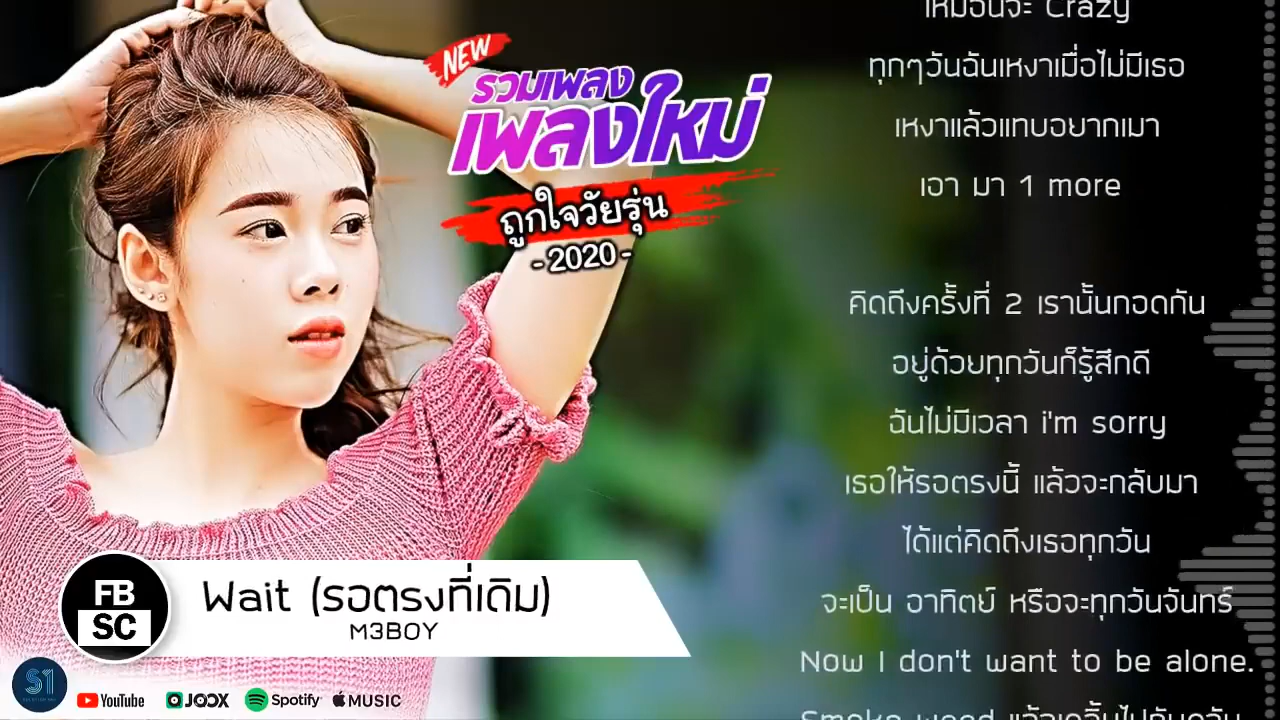 NEW
รวมเพลง
เพลงใหม่
ถูกใจวัยรุ่น
-2020-
เหมือนจะ Crazy
ทุกๆวันฉันเหงาเมื่อไม่มีเธอ
เหงาแล้วแทบอยากเมา
เอา มา 1 more
คิดถึงครั้งที่ 2 เรานั้นกอดกัน
อยู่ด้วยทุกวันก็รู้สึกดี
ฉันไม่มีเวลา i'm sorry
เธอให้รอตรงนี้ แล้วจะกลับมา
ได้แต่คิดถึงเธอทุกวัน
จะเป็น อาทิตย์ หรือจะทุกวันจันทร์
Now I don't want to be alone.
Smoke weed
FB
SC
Wait (รอตรงที่เดิม)
M3BOY
S1
YouTube
JOOX
Spotify
MUSIC